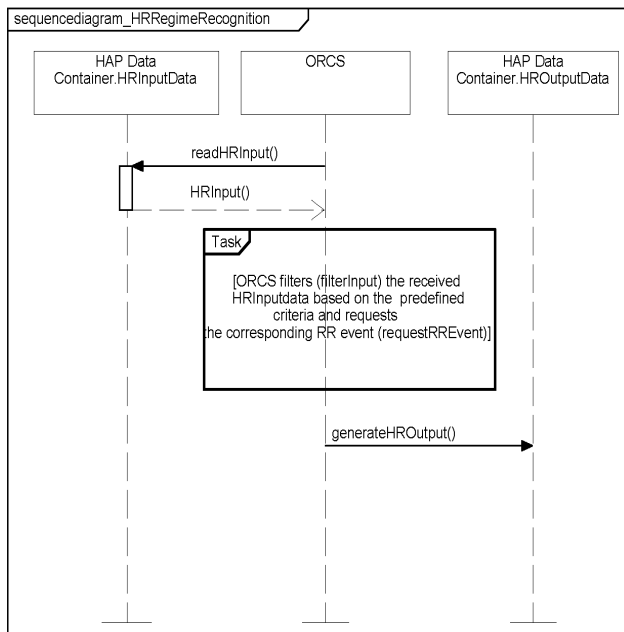 sequencediagram_HRRegimeRecognition
HAP Data
Container.HRInputData
ORCS
HAP Data
Container.HROutputData
readHRInput()
HRInput()
Task
[ORCS filters (filterInput) the received
HRInputdata based on the predefined
criteria and requests
the corresponding RR event (requestRREvent)]
generateHROutput()